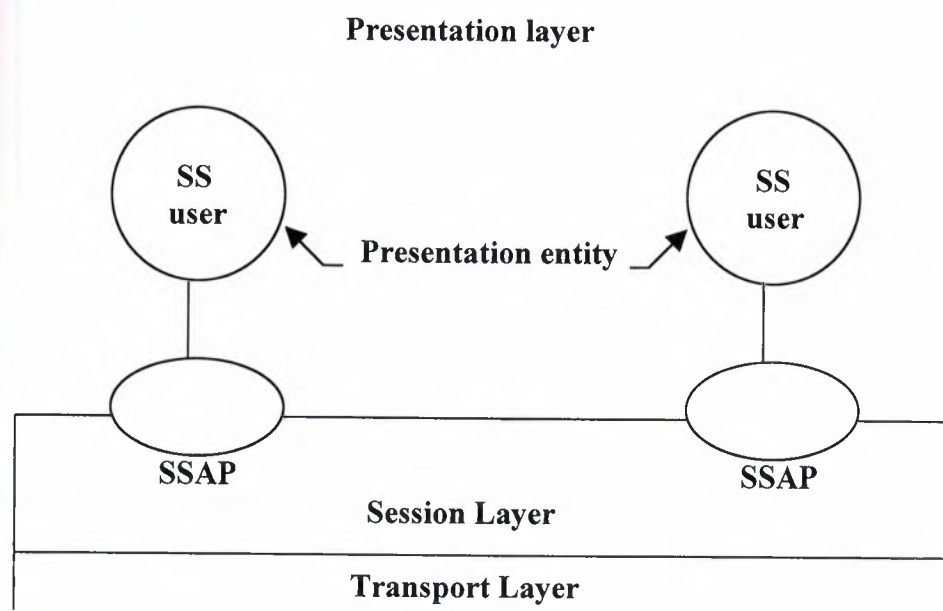 Presentation layer
SS
user
SS
user
Presentation entity
SSAP
SSAP
Session Layer
Transport Layer